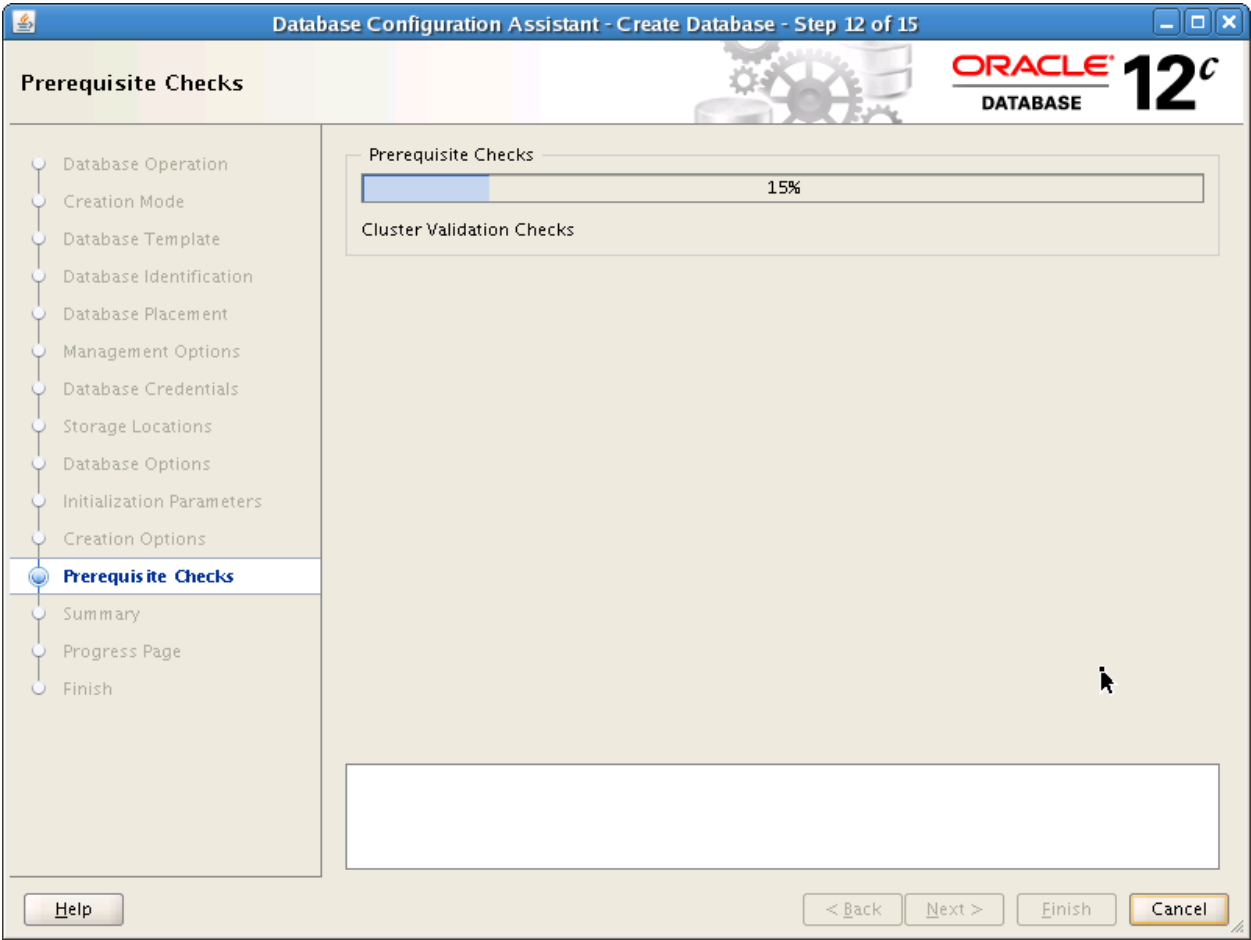 Database Configuration Assistant - Create Database - Step 12 of 15
Prerequisite Checks
ORACLE®
DATABASE
12c
Database Operation
Creation Mode
Database Template
Database Identification
Database Placement
Management Options
Database Credentials
Storage Locations
Database Options
Initialization Parameters
Creation Options
Prerequisite Checks
Summary
Progress Page
Finish
Prerequisite Checks
15%
Cluster Validation Checks
Help
< Back
Next >
Finish
Cancel